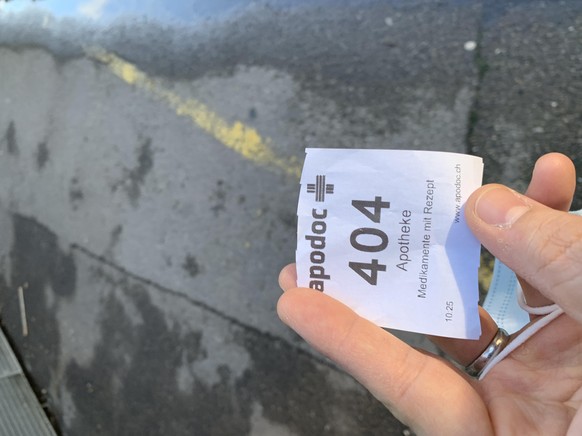 apodoc
404
Apotheke
Medikamente mit Rezept
10:25
www.apodoc.ch